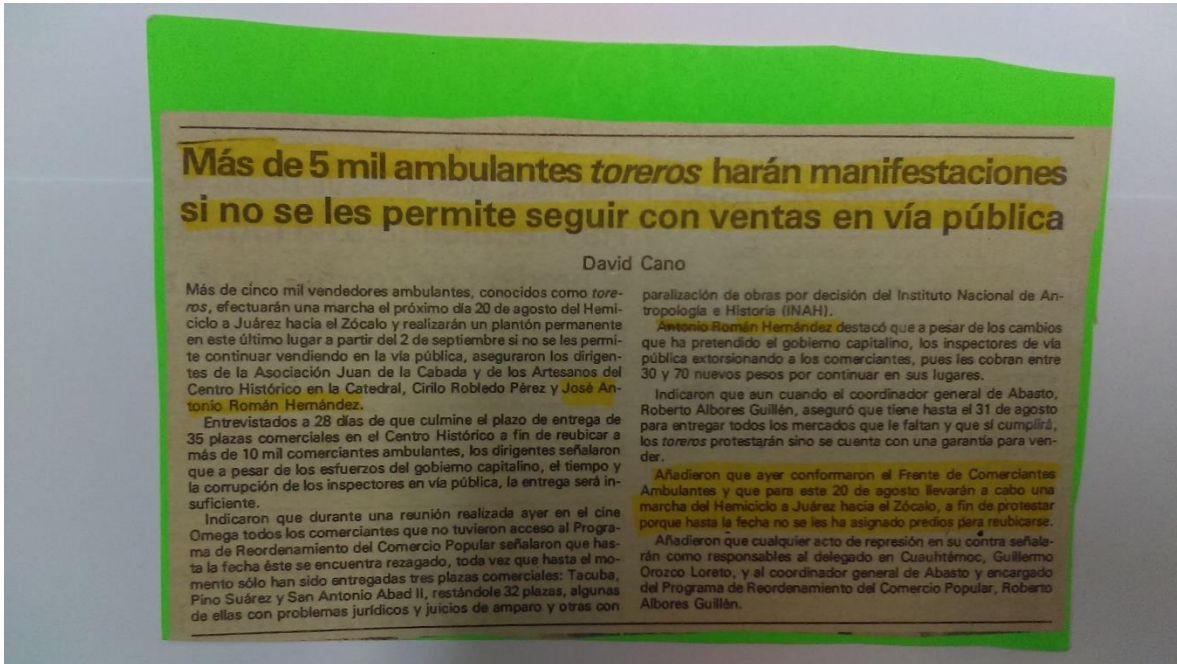 Más de 5 mil ambulantes toreros harán manifestaciones
si no se les permite seguir con ventas en vía pública
David Cano
Más de cinco mil vendedores ambulantes, conocidos como tore-
ros, efectuarán una marcha el próximo día 20 de agosto del Hemi-
ciclo a Juárez hacia el Zócalo y realizarán un plantón permanente
en este último lugar a partir del 2 de septiembre si no se les permi-
te continuar vendiendo en la vía pública, aseguraron los dirigen-
tes de la Asociación Juan de la Cabada y de los Artesanos del
Centro Histórico en la Catedral, Cirilo Robledo Pérez y José An-
tonio Román Hernández.
Entrevistados a 28 días de que culmine el plazo de entrega de
35 plazas comerciales en el Centro Histórico a fin de reubicar a
más de 10 mil comerciantes ambulantes, los dirigentes señalaron
que a pesar de los esfuerzos del gobierno capitalino, el tiempo y
la corrupción de los inspectores en vía pública, la entrega será in-
suficiente.
Indicaron que durante una reunión realizada ayer en el cine
Omega todos los comerciantes que no tuvieron acceso al Progra-
ma de Reordenamiento del Comercio Popular señalaron que has-
ta la fecha éste se encuentra rezagado, toda vez que hasta el mo-
mento sólo han sido entregadas tres plazas comerciales: Tacuba,
Pino Suárez y San Antonio Abad II, restándole 32 plazas, algunas
de ellas con problemas jurídicos y juicios de amparo y otras con
paralización de obras por decisión del Instituto Nacional de An-
tropología e Historia (INAH).
Antonio Román Hernández destacó que a pesar de los cambios
que ha pretendido el gobierno capitalino, los inspectores de vía
pública extorsionando a los comerciantes, pues les cobran entre
30 y 70 nuevos pesos por continuar en sus lugares.
Indicaron que aun cuando el coordinador general de Abasto,
Roberto Albores Guillén, aseguró que tiene hasta el 31 de agosto
para entregar todos los mercados que le faltan y que sí cumplirá,
los toreros protestarán sino se cuenta con una garantía para ven-
der.
Añadieron que ayer conformaron el Frente de Comerciantes
Ambulantes y que para este 20 de agosto llevarán a cabo una
marcha del Hemiciclo a Juárez hacia el Zócalo, a fin de protestar
porque hasta la fecha no se les ha asignado predios para reubicarse.
Añadieron que cualquier acto de represión en su contra señala-
rán como responsables al delegado en Cuauhtémoc, Guillermo
Orozco Loreto, y al coordinador general de Abasto y encargado
del Programa de Reordenamiento del Comercio Popular, Roberto
Albores Guillén.